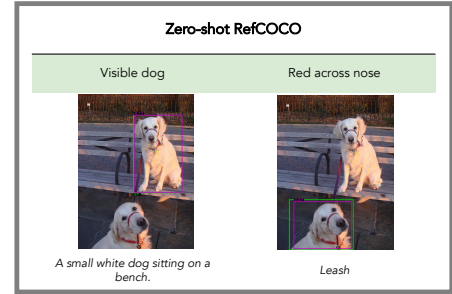 Zero-shot RefCOCO
Visible dog
Red across nose
A small white dog sitting on a
bench.
Leash